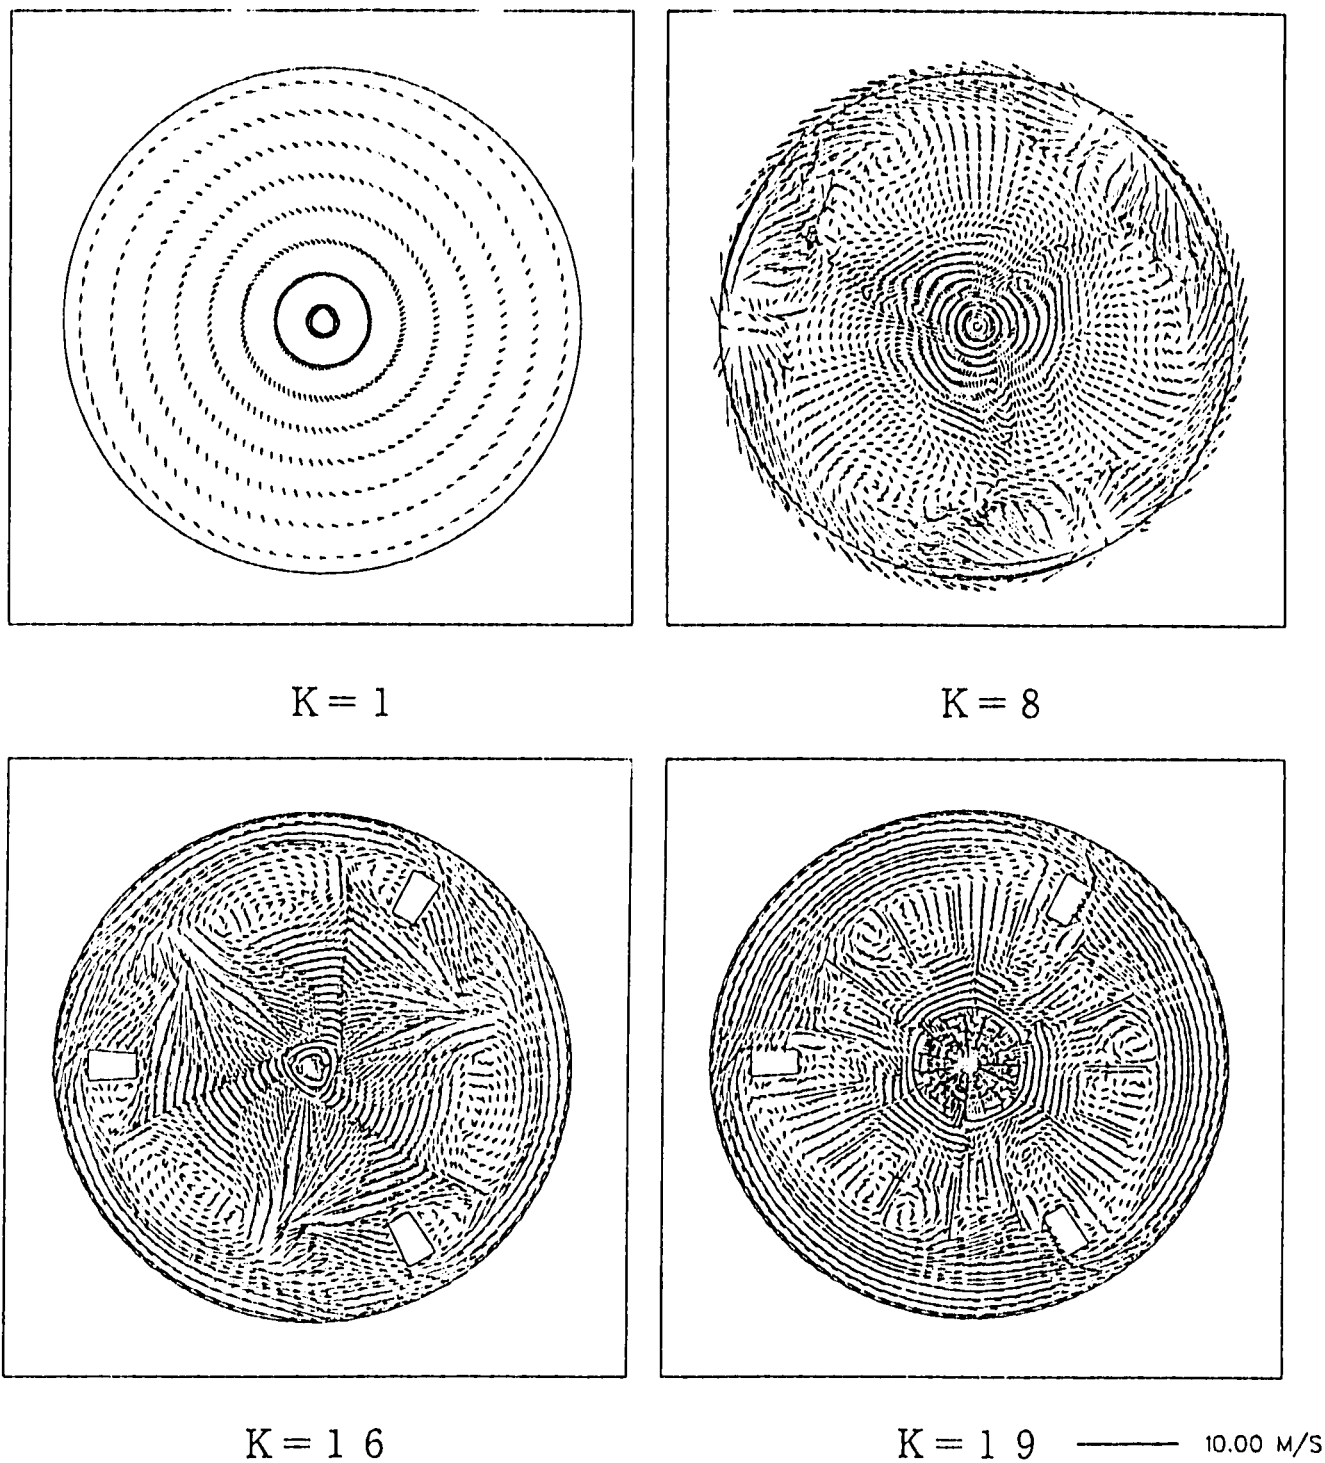 K = 1
K = 8
K = 1 6
K = 1 9
10.00 M/S